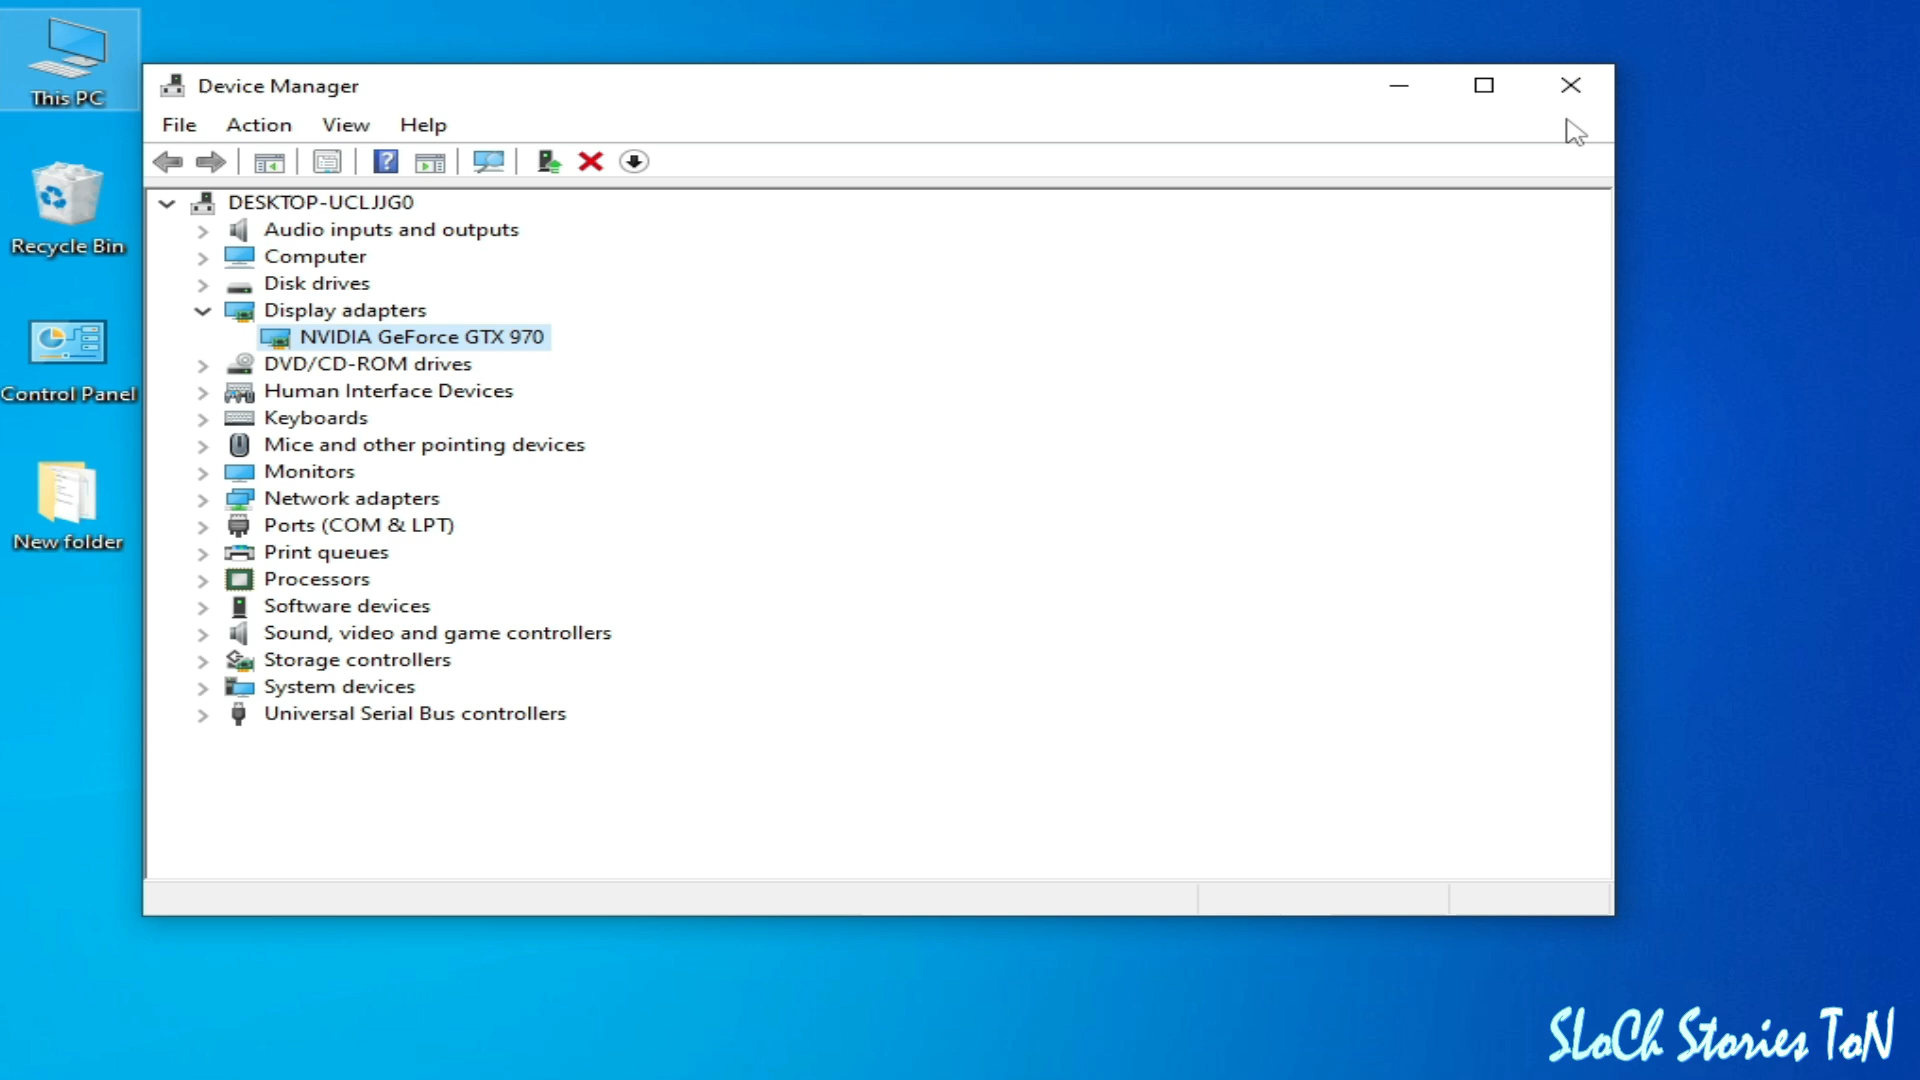 This PC
Recycle Bin
Control Panel
New folder
Device Manager
File Action View Help
DESKTOP-UCLJJG0
Audio inputs and outputs
Computer
Disk drives
Display adapters
NVIDIA GeForce GTX 970
DVD/CD-ROM drives
Human Interface Devices
Keyboards
Mice and other pointing devices
Monitors
Network adapters
Ports (COM & LPT)
Print queues
Processors
Software devices
Sound, video and game controllers
Storage controllers
System devices
Universal Serial Bus controllers
SLoCh Stories ToN